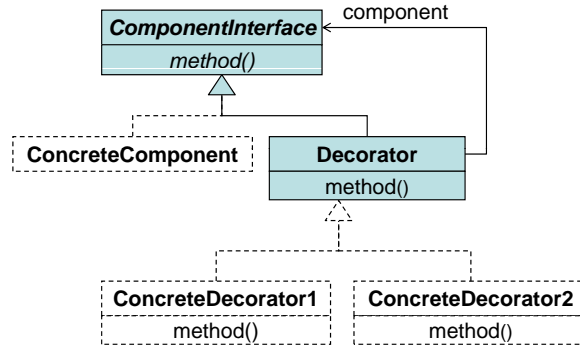 component
ComponentInterface
method()
ConcreteComponent
Decorator
method()
ConcreteDecorator1
method()
ConcreteDecorator2
method()